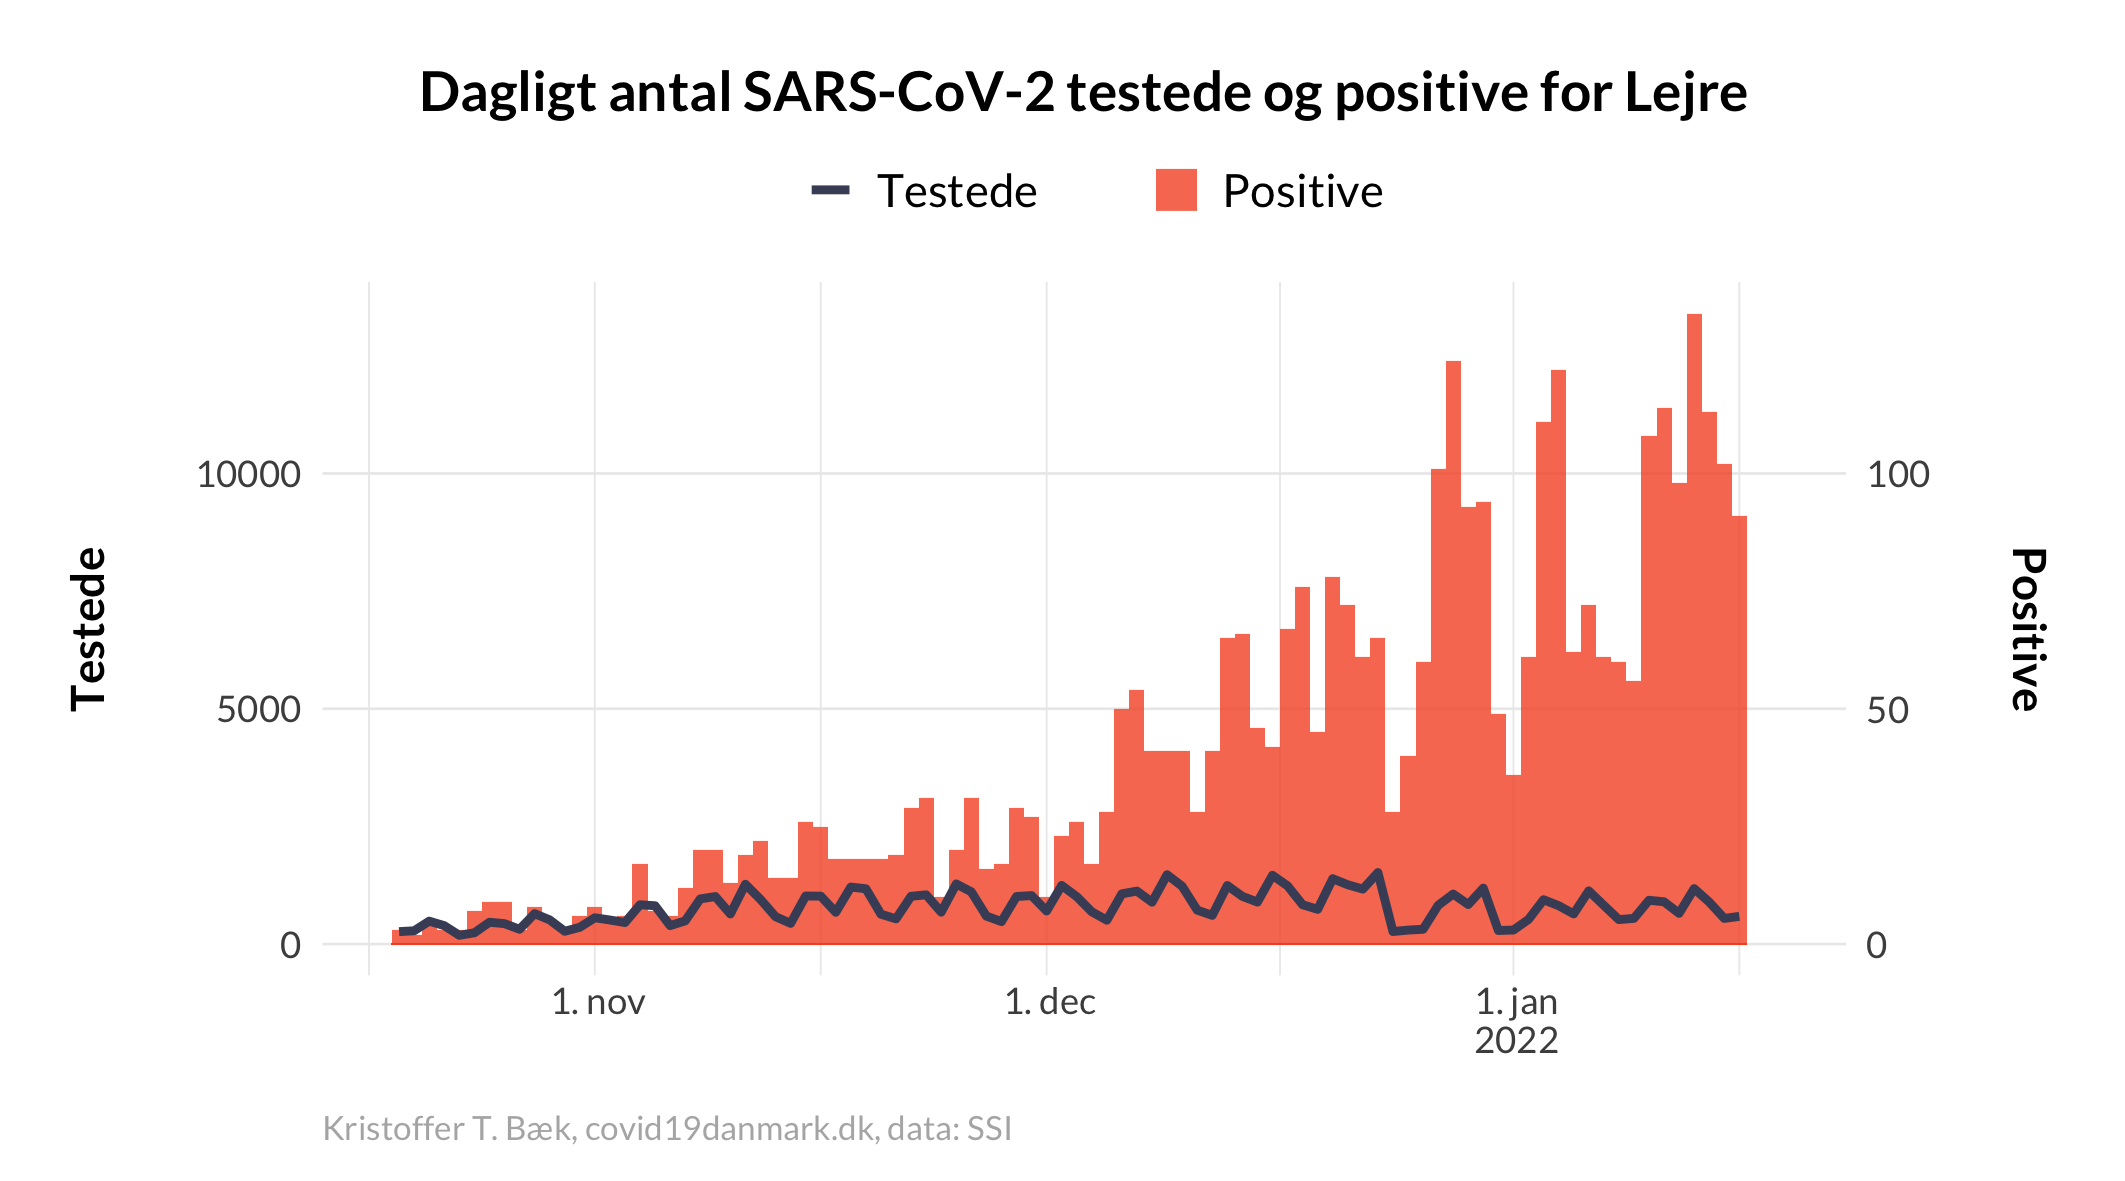 Dagligt antal SARS-CoV-2 testede og positive for Lejre
Testede
Positive
10000
5000
0
100
50
0
Testede
Positive
1. nov
1. dec
1. jan
2022
Kristoffer T. Bæk, covid19danmark.dk, data: SSI